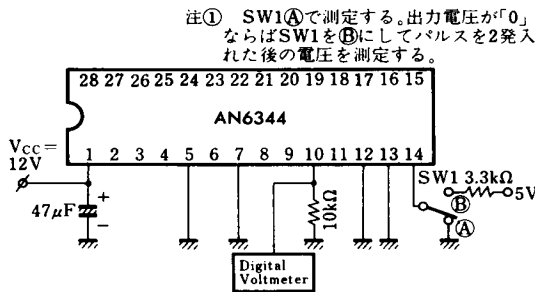 注① SW1Ⓐで測定する。出力電圧が「0」
ならばSW1をⒷにしてパルスを2発入
れた後の電圧を測定する。
28 27 26 25 24 23 22 21 20 19 18 17 16 15
AN6344
VCC=
12V
1 2 3 4 5 6 7 8 9 10 11 12 13 14
SW1 3.3kΩ
5V
Ⓑ
Ⓐ
+
47μF
−
10kΩ
Digital
Voltmeter